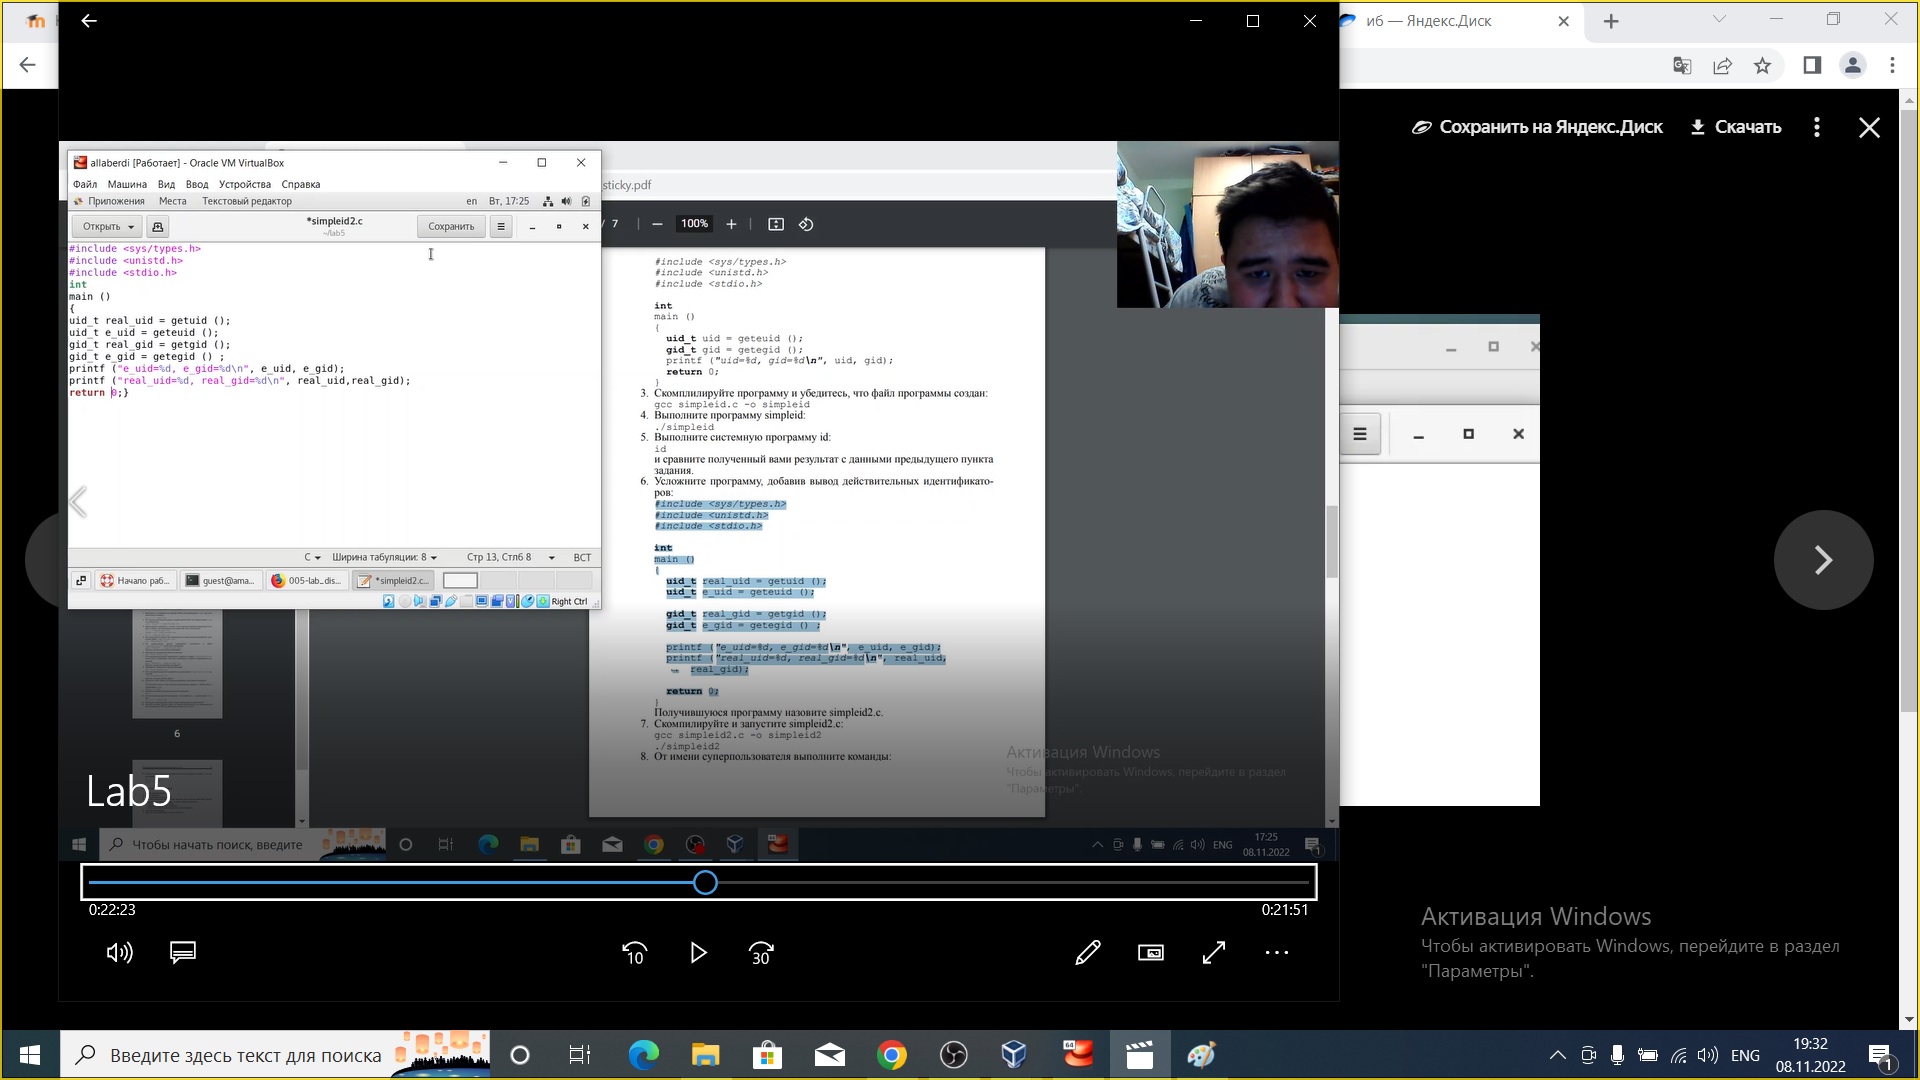 иб — Яндекс.Диск
Сохранить на Яндекс.Диск
Скачать
allaberdi [Работает] - Oracle VM VirtualBox
Файл Машина Вид Ввод Устройства Справка
Приложения Места Текстовый редактор en Вт, 17:25
Открыть
*simpleid2.c
~/lab5
Сохранить
#include <sys/types.h>
#include <unistd.h>
#include <stdio.h>
int
main ()
{
uid_t real_uid = getuid ();
uid_t e_uid = geteuid ();
gid_t real_gid = getgid ();
gid_t e_gid = getegid () ;
printf ("e_uid=%d, e_gid=%d\n", e_uid, e_gid);
printf ("real_uid=%d, real_gid=%d\n", real_uid,real_gid);
return 0;}
C Ширина табуляции: 8 Стр 13, Стлб 8 ВСТ
Начало раб... guest@ama... 005-lab_dis... *simpleid2.c...
Right Ctrl
sticky.pdf
/ 7
100%
#include <sys/types.h>
#include <unistd.h>
#include <stdio.h>
int
main ()
{
uid_t uid = geteuid ();
gid_t gid = getegid ();
printf ("uid=%d, gid=%d\n", uid, gid);
return 0;
}
3. Скомплилируйте программу и убедитесь, что файл программы создан:
gcc simpleid.c -o simpleid
4. Выполните программу simpleid:
./simpleid
5. Выполните системную программу id:
id
и сравните полученный вами результат с данными предыдущего пункта
задания.
6. Усложните программу, добавив вывод действительных идентификато-
ров:
#include <sys/types.h>
#include <unistd.h>
#include <stdio.h>
int
main ()
{
uid_t real_uid = getuid ();
uid_t e_uid = geteuid ();
gid_t real_gid = getgid ();
gid_t e_gid = getegid () ;
printf ("e_uid=%d, e_gid=%d\n", e_uid, e_gid);
printf ("real_uid=%d, real_gid=%d\n", real_uid,
real_gid);
return 0;
}
Получившуюся программу назовите simpleid2.c.
7. Скомпилируйте и запустите simpleid2.c:
gcc simpleid2.c -o simpleid2
./simpleid2
8. От имени суперпользователя выполните команды:
Активация Windows
Чтобы активировать Windows, перейдите в раздел
"Параметры".
6
Lab5
Чтобы начать поиск, введите
ENG
17:25
08.11.2022
1
0:22:23
0:21:51
10
30
Активация Windows
Чтобы активировать Windows, перейдите в раздел
"Параметры".
Введите здесь текст для поиска
64
ENG
19:32
08.11.2022
1